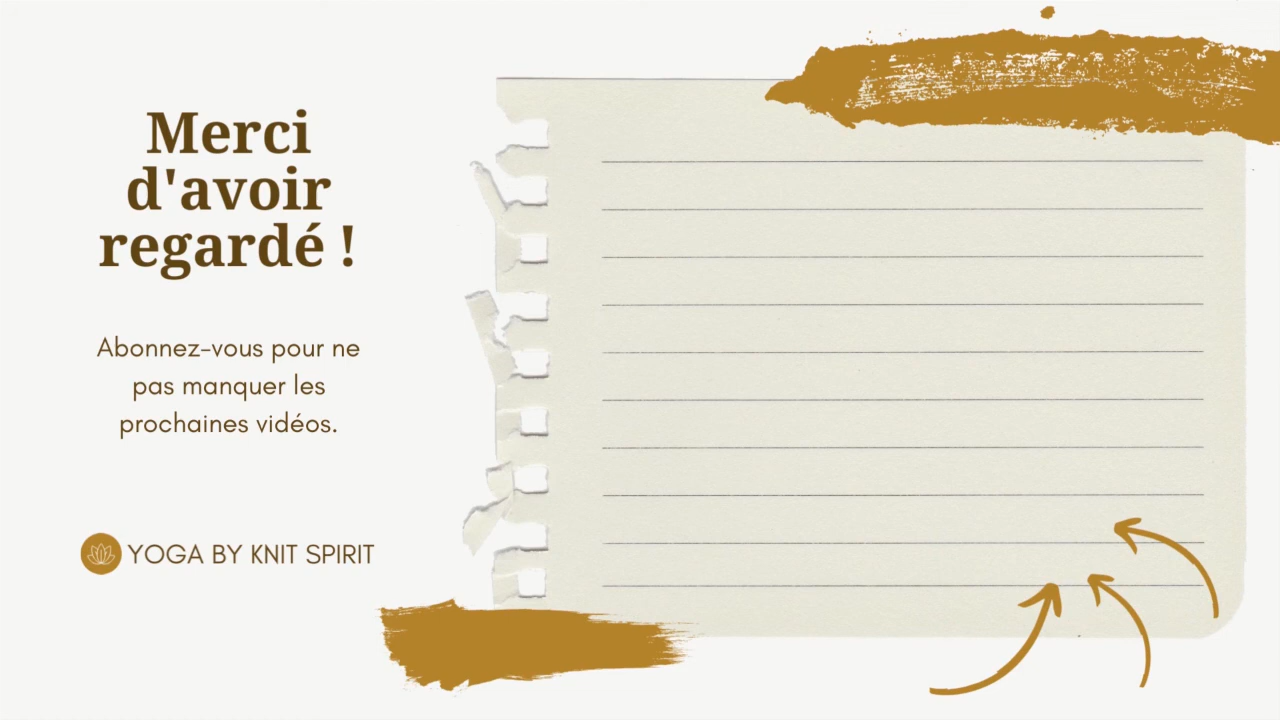 Merci
d'avoir
regardé !
Abonnez-vous pour ne
pas manquer les
prochaines vidéos.
YOGA BY KNIT SPIRIT